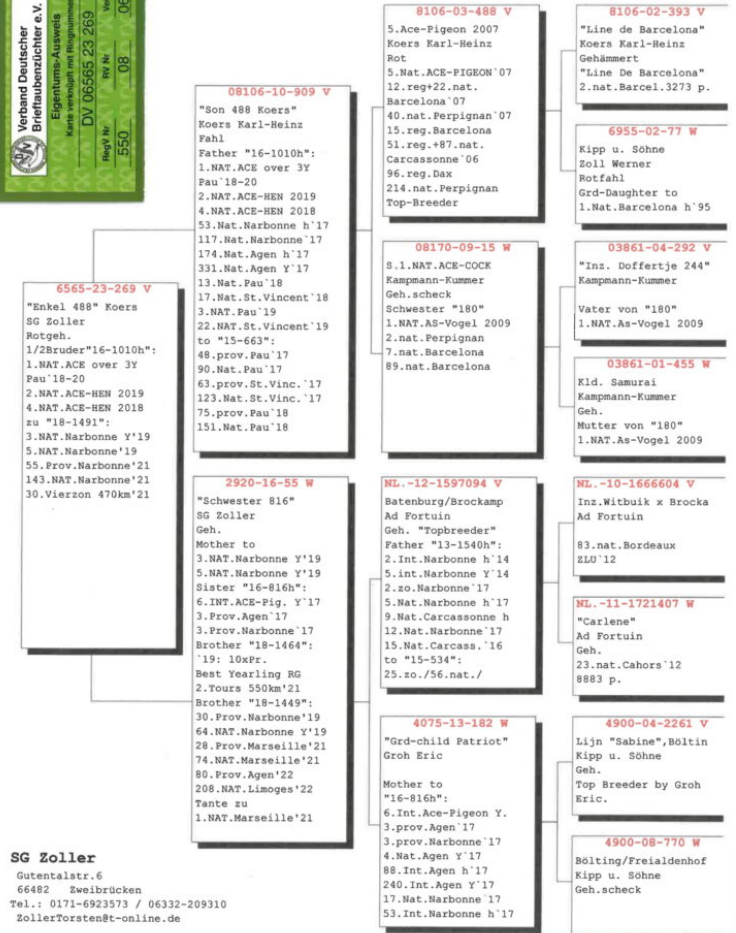 Verband Deutscher
Brieftaubenzüchter e.V.
Eigentums-Ausweis
Karte verknüpft mit Ringnummer
DV 06565 23 269
RegV Nr
RV Nr
550
08
06
6565-23-269 V
"Enkel 488" Koers
SG Zoller
Rotgeh.
1/2Bruder"16-1010h":
1.NAT.ACE over 3Y
Pau`18-20
2.NAT.ACE-HEN 2019
4.NAT.ACE-HEN 2018
zu "18-1491":
3.NAT.Narbonne Y'19
5.NAT.Narbonne'19
55.Prov.Narbonne'21
143.NAT.Narbonne'21
30.Vierzon 470km'21
08106-10-909 V
"Son 488 Koers"
Koers Karl-Heinz
Fahl
Father "16-1010h":
1.NAT.ACE over 3Y
Pau`18-20
2.NAT.ACE-HEN 2019
4.NAT.ACE-HEN 2018
53.Nat.Narbonne h`17
117.Nat.Narbonne`17
174.Nat.Agen h`17
331.Nat.Agen Y`17
13.Nat.Pau`18
17.Nat.St.Vincent`18
3.NAT.Pau`19
22.NAT.St.Vincent`19
to "15-663":
48.prov.Pau`17
90.Nat.Pau`17
63.prov.St.Vinc.`17
123.Nat.St.Vinc.`17
75.prov.Pau`18
151.Nat.Pau`18
2920-16-55 W
"Schwester 816"
SG Zoller
Geh.
Mother to
3.NAT.Narbonne Y'19
5.NAT.Narbonne Y'19
Sister "16-816h":
6.INT.ACE-Pig. Y`17
3.Prov.Agen`17
3.Prov.Narbonne`17
Brother "18-1464":
`19: 10xPr.
Best Yearling RG
2.Tours 550km'21
Brother "18-1449":
30.Prov.Narbonne'19
64.NAT.Narbonne Y'19
28.Prov.Marseille'21
74.NAT.Marseille'21
80.Prov.Agen'22
208.NAT.Limoges'22
Tante zu
1.NAT.Marseille'21
8106-03-488 V
5.Ace-Pigeon 2007
Koers Karl-Heinz
Rot
5.Nat.ACE-PIGEON`07
12.reg+22.nat.
Barcelona`07
40.nat.Perpignan`07
15.reg.Barcelona
51.reg.+87.nat.
Carcassonne`06
96.reg.Dax
214.nat.Perpignan
Top-Breeder
08170-09-15 W
S.1.NAT.ACE-COCK
Kampmann-Kummer
Geh.scheck
Schwester "180"
1.NAT.AS-Vogel 2009
2.nat.Perpignan
7.nat.Barcelona
89.nat.Barcelona
NL.-12-1597094 V
Batenburg/Brockamp
Ad Fortuin
Geh. "Topbreeder"
Father "13-1540h":
2.Int.Narbonne h`14
5.int.Narbonne Y`14
2.zo.Narbonne`17
5.Nat.Narbonne h`17
9.Nat.Carcassonne h
12.Nat.Narbonne`17
15.Nat.Carcass.`16
to "15-534":
25.zo./56.nat./
4075-13-182 W
"Grd-child Patriot"
Groh Eric
Mother to
"16-816h":
6.Int.Ace-Pigeon Y.
3.prov.Agen`17
3.prov.Narbonne`17
4.Nat.Agen Y`17
88.Int.Agen h`17
240.Int.Agen Y`17
17.Nat.Narbonne`17
53.Int.Narbonne h`17
8106-02-393 V
"Line de Barcelona"
Koers Karl-Heinz
Gehämmert
"Line De Barcelona"
2.nat.Barcel.3273 p.
6955-02-77 W
Kipp u. Söhne
Zoll Werner
Rotfahl
Grd-Daughter to
1.Nat.Barcelona h`95
03861-04-292 V
"Inz. Doffertje 244"
Kampmann-Kummer
Vater von "180"
1.NAT.As-Vogel 2009
03861-01-455 W
Kld. Samurai
Kampmann-Kummer
Geh.
Mutter von "180"
1.NAT.As-Vogel 2009
NL.-10-1666604 V
Inz.Witbuik x Brocka
Ad Fortuin
83.nat.Bordeaux
ZLU`12
NL.-11-1721407 W
"Carlene"
Ad Fortuin
Geh.
23.nat.Cahors`12
8883 p.
4900-04-2261 V
Lijn "Sabine",Böltin
Kipp u. Söhne
Geh.
Top Breeder by Groh
Eric.
4900-08-770 W
Bölting/Freialdenhof
Kipp u. Söhne
Geh.scheck
SG Zoller
Gutentalstr.6
66482 Zweibrücken
Tel.: 0171-6923573 / 06332-209310
ZollerTorsten@t-online.de